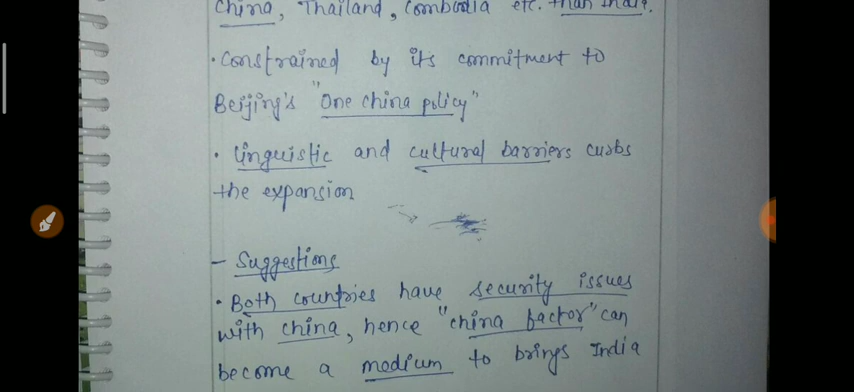 China, Thailand, Combodia etc. than India.
• Constrained by its commitment to
Beijing's "One China policy"
• Linguistic and cultural barriers curbs
the expansion
– Suggestions
• Both countries have security issues
with china, hence "china factor" can
become a medium to brings India